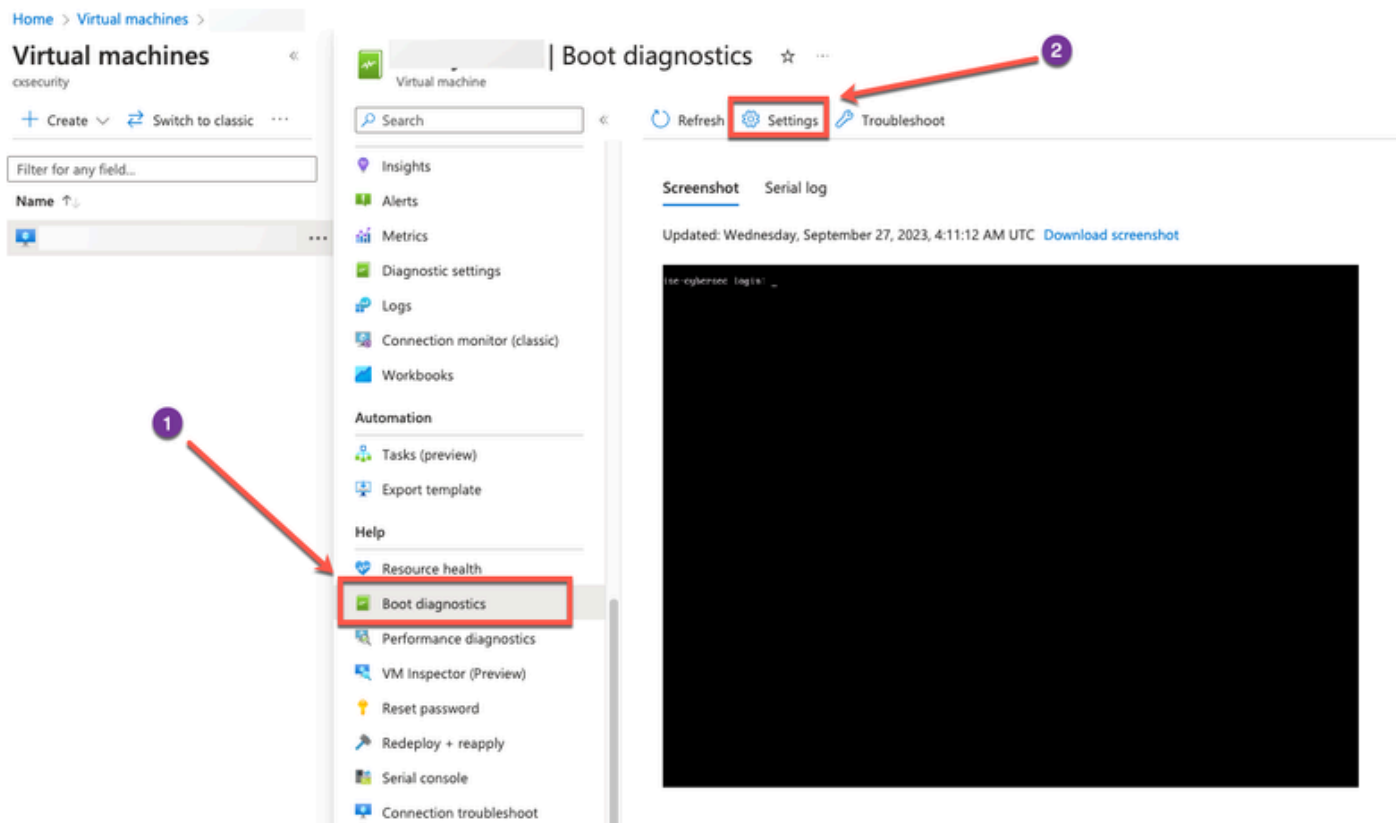 Home > Virtual machines >
Virtual machines «
cxsecurity
+ Create Switch to classic ...
Filter for any field...
Name ↑↓
...
| Boot diagnostics ☆ ...
Virtual machine
Search «
Insights
Alerts
Metrics
Diagnostic settings
Logs
Connection monitor (classic)
Workbooks
Automation
Tasks (preview)
Export template
Help
Resource health
Boot diagnostics
Performance diagnostics
VM Inspector (Preview)
Reset password
Redeploy + reapply
Serial console
Connection troubleshoot
1
2
Refresh Settings Troubleshoot
Screenshot Serial log
Updated: Wednesday, September 27, 2023, 4:11:12 AM UTC Download screenshot
ise-cybersec login: _